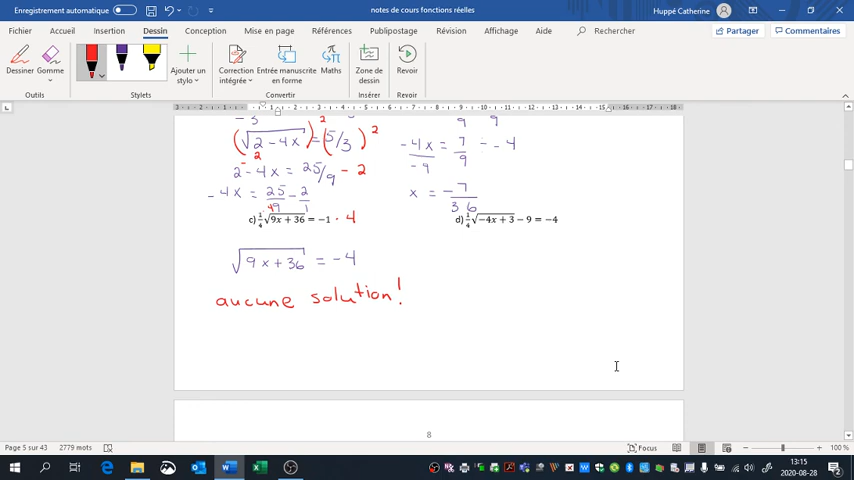 Enregistrement automatique
notes de cours fonctions réelles
Huppé Catherine
Fichier Accueil Insertion Dessin Conception Mise en page Références Publipostage Révision Affichage Aide Rechercher
Partager Commentaires
Dessiner Gomme Ajouter un stylo Correction intégrée Entrée manuscrite en forme Maths Zone de dessin Revoir
Outils Stylets Convertir Insérer Revoir
(√2-4x)² = (5/3)²
2-4x = 25/9 - 2
-4x = 25/9 - 2/1
-4x = 7/9 ÷ -4
x = -7/36
c) 1/4 √9x + 36 = -1 · 4
d) 1/4 √-4x + 3 - 9 = -4
√9x+36 = -4
aucune solution!
8
Page 5 sur 43 2779 mots
Focus
100 %
13:15
2020-08-28